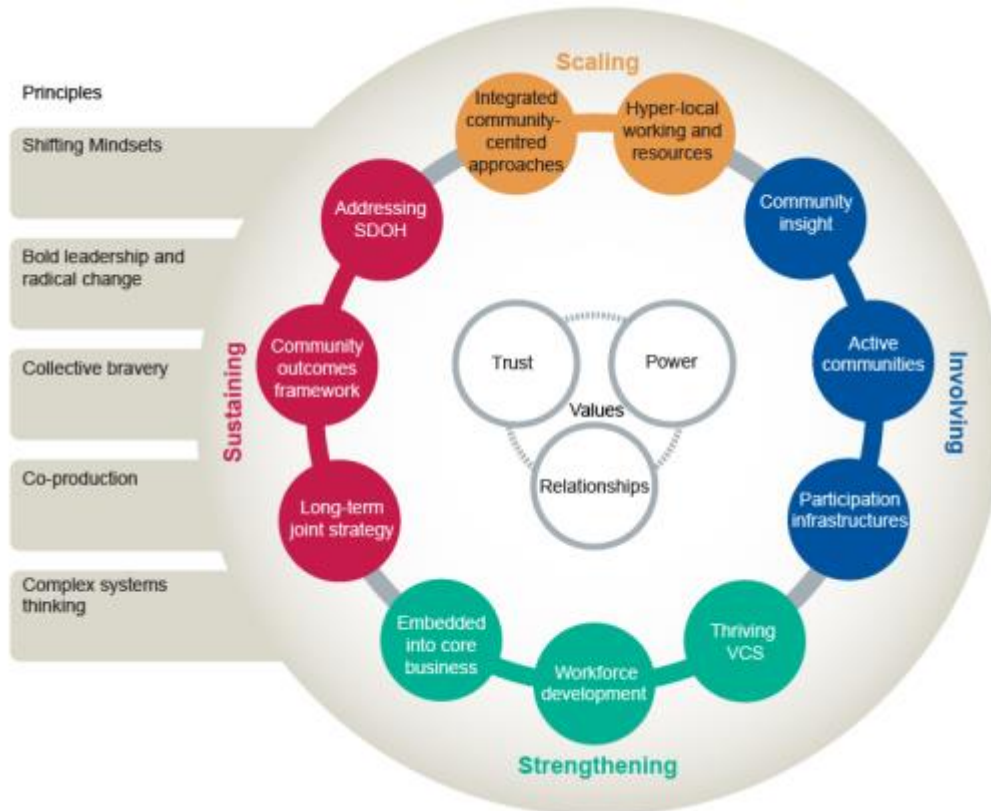 Principles
Shifting Mindsets
Bold leadership and
radical change
Collective bravery
Co-production
Complex systems
thinking
Scaling
Integrated
community-
centred
approaches
Hyper-local
working and
resources
Involving
Community
insight
Active
communities
Participation
infrastructures
Strengthening
Thriving
VCS
Workforce
development
Embedded
into core
business
Sustaining
Long-term
joint strategy
Community
outcomes
framework
Addressing
SDOH
Trust
Power
Values
Relationships